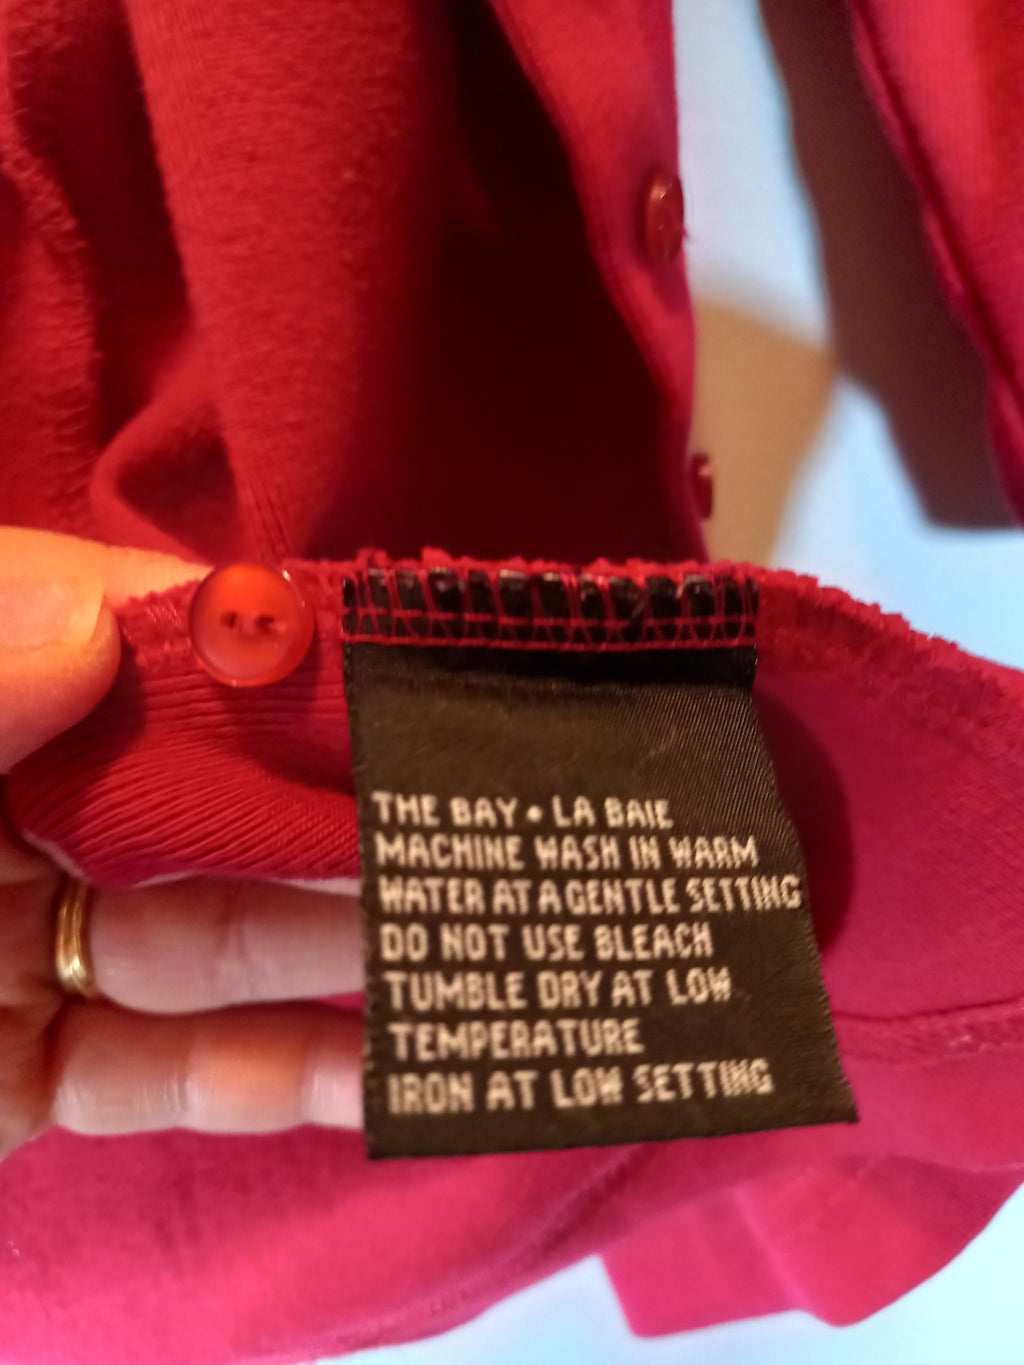 THE BAY • LA BAIE
MACHINE WASH IN WARM
WATER AT A GENTLE SETTING
DO NOT USE BLEACH
TUMBLE DRY AT LOW
TEMPERATURE
IRON AT LOW SETTING